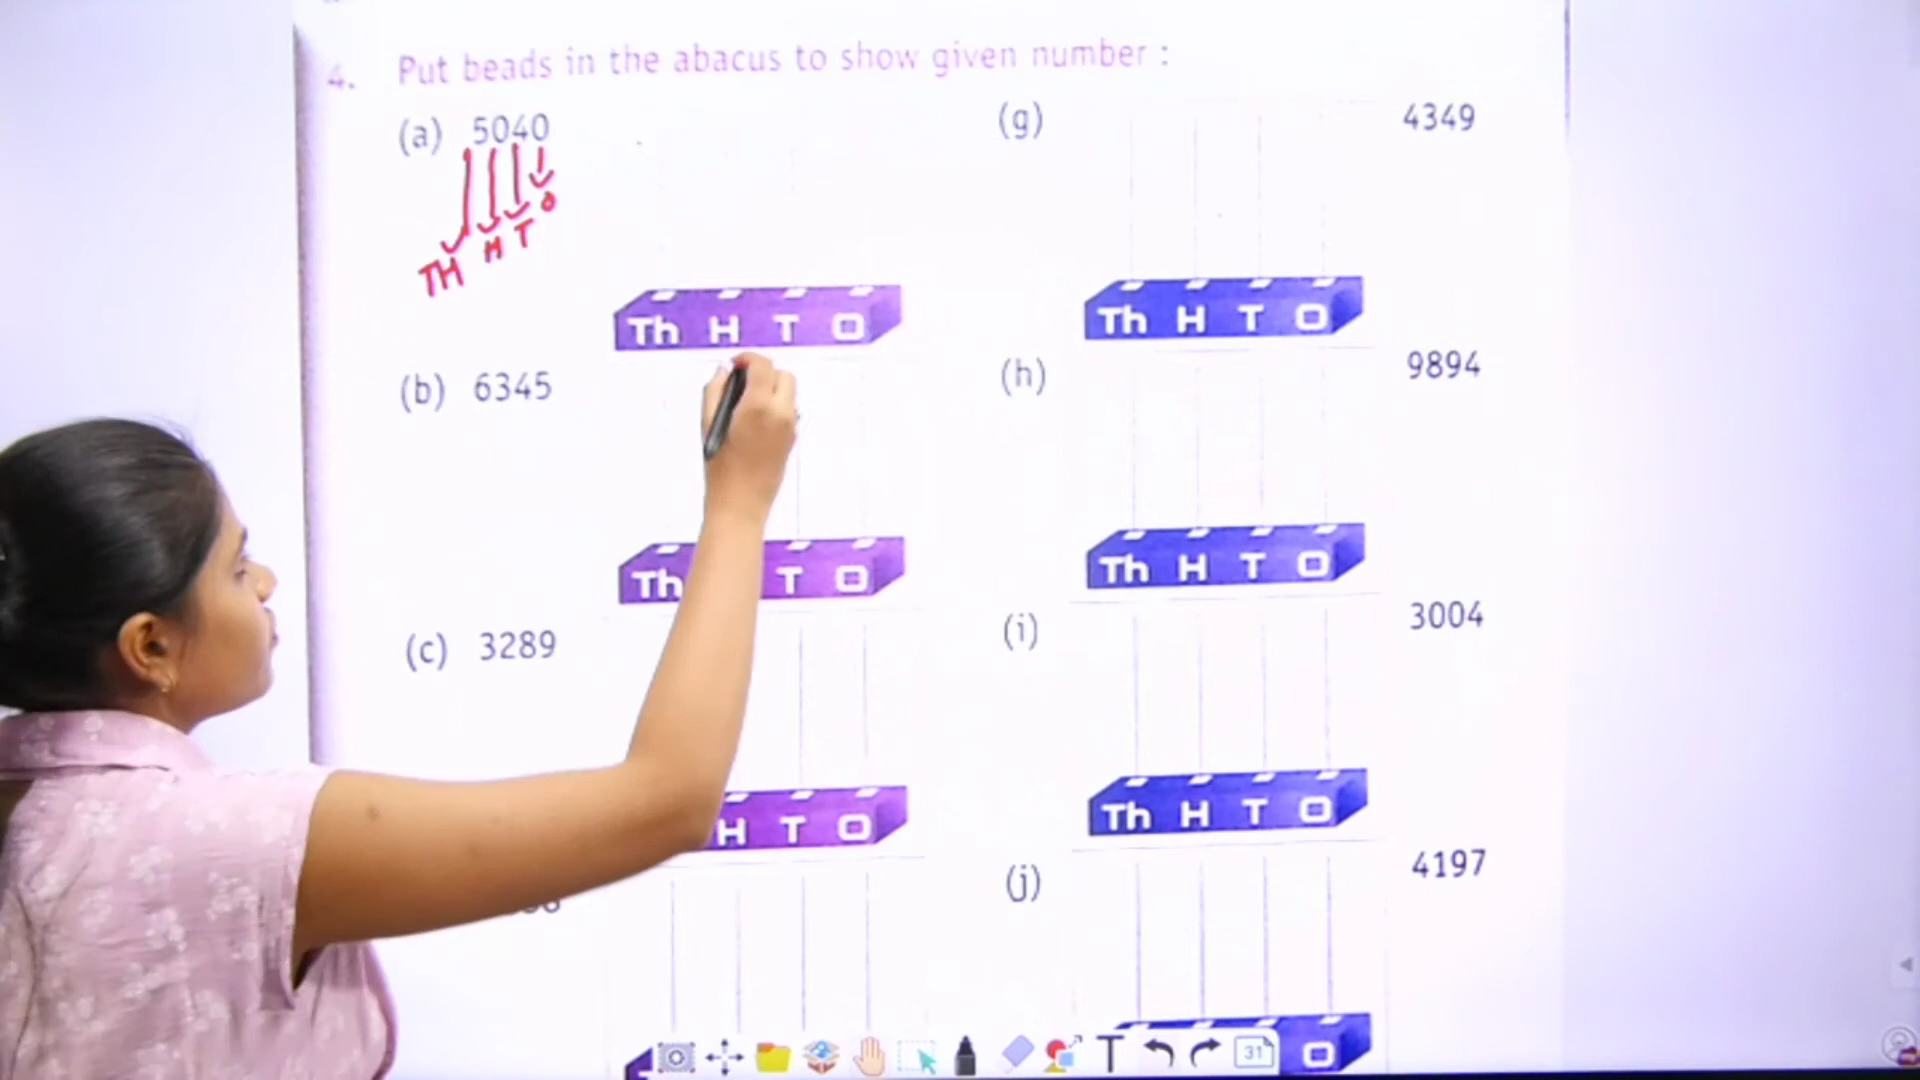 4. Put beads in the abacus to show given number :
(a) 5040
TH H T O
Th H T O
(b) 6345
Th T O
(c) 3289
H T O
(g) 4349
Th H T O
(h) 9894
Th H T O
(i) 3004
Th H T O
(j) 4197
O
T
31